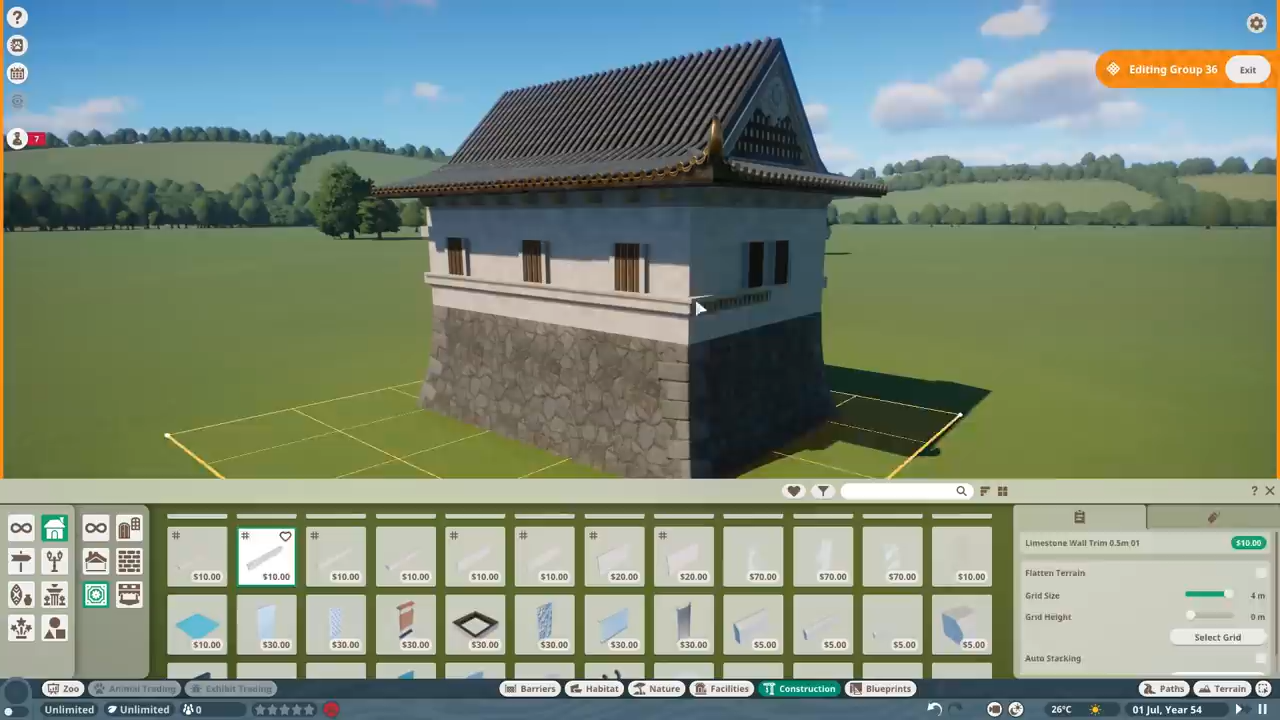 ?
Editing Group 36
Exit
7
? ×
$10.00 $10.00 $10.00 $10.00 $10.00 $10.00 $20.00 $20.00 $70.00 $70.00 $70.00 $10.00
$10.00 $30.00 $30.00 $10.00 $30.00 $30.00 $30.00 $30.00 $5.00 $5.00 $5.00 $5.00
Limestone Wall Trim 0.5m 01 $10.00
Flatten Terrain
Grid Size 4 m
Grid Height 0 m
Select Grid
Auto Stacking
Zoo Animal Trading Exhibit Trading Barriers Habitat Nature Facilities Construction Blueprints Paths Terrain
Unlimited Unlimited 0 26°C 01 Jul, Year 54